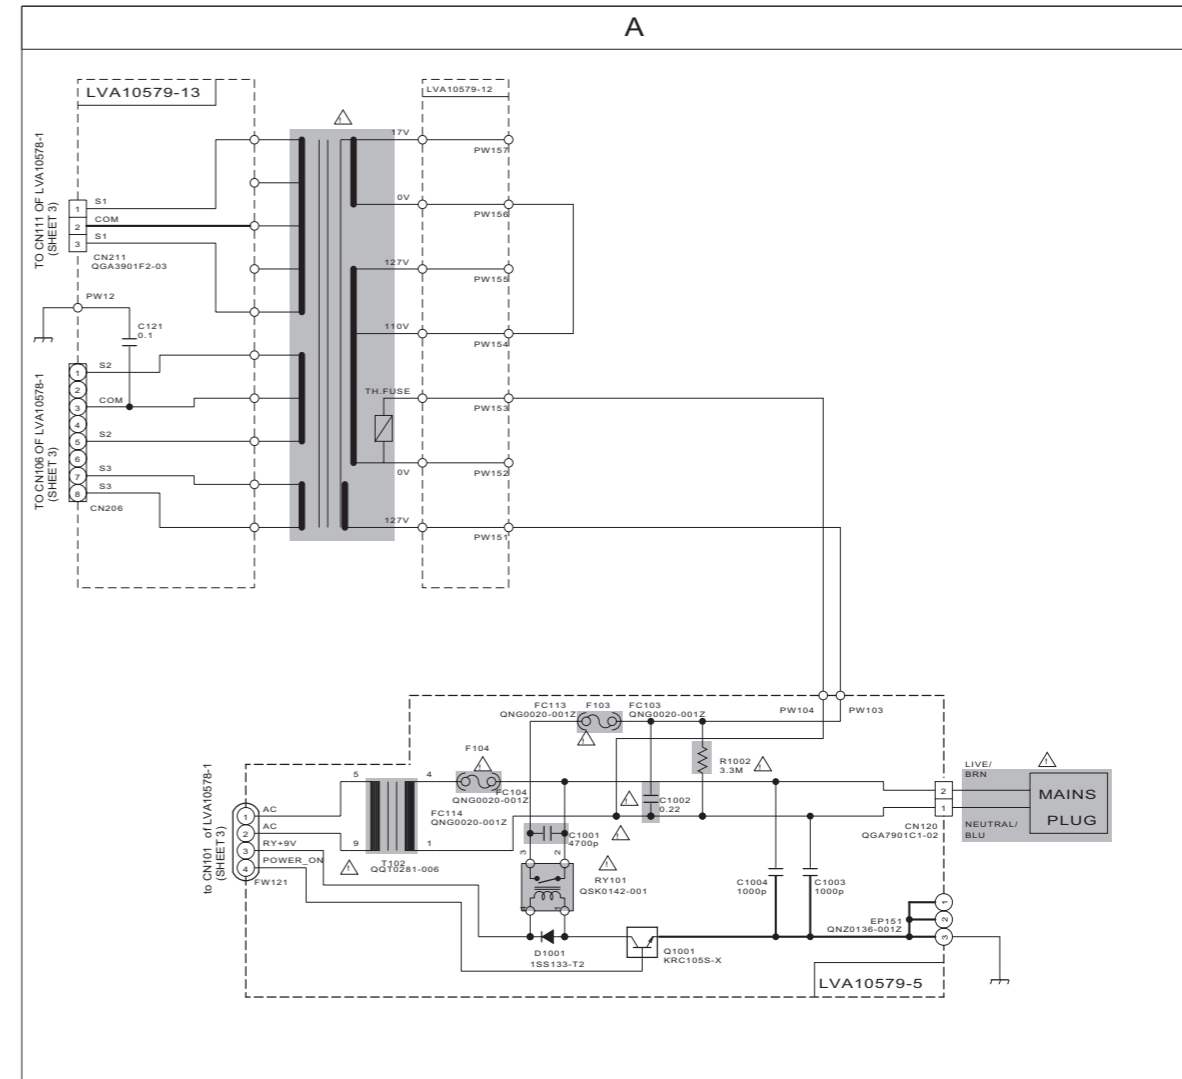 A
LVA10579-13
LVA10579-12
TO CN111 OF LVA10578-1
(SHEET 3)
1
S1
2
COM
3
S1
CN211
QGA3901F2-03
PW12
C121
0.1
TO CN106 OF LVA10578-1
(SHEET 3)
1
S2
2
3
COM
4
5
S2
6
7
S3
8
S3
CN206
!
17V
PW157
0V
PW156
127V
PW155
110V
PW154
TH.FUSE
PW153
0V
PW152
127V
PW151
PW104
PW103
FC113
QNG0020-001Z
F103
FC103
QNG0020-001Z
!
R1002
3.3M
!
F104
!
FC104
QNG0020-001Z
FC114
QNG0020-001Z
5
4
9
1
!
T102
QQT0281-006
!
C1002
0.22
!
C1001
4700p
3
2
!
RY101
QSK0142-001
to CN101 of LVA10578-1
(SHEET 3)
1
AC
2
AC
3
RY+9V
4
POWER_ON
FW121
D1001
1SS133-T2
Q1001
KRC105S-X
C1004
1000p
C1003
1000p
2
1
CN120
QGA7901C1-02
LIVE/
BRN
NEUTRAL/
BLU
!
MAINS
PLUG
1
2
3
EP151
QNZ0136-001Z
LVA10579-5